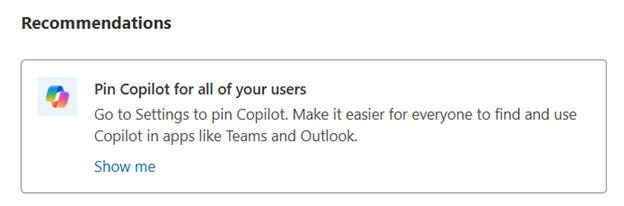 Recommendations
Pin Copilot for all of your users
Go to Settings to pin Copilot. Make it easier for everyone to find and use
Copilot in apps like Teams and Outlook.
Show me